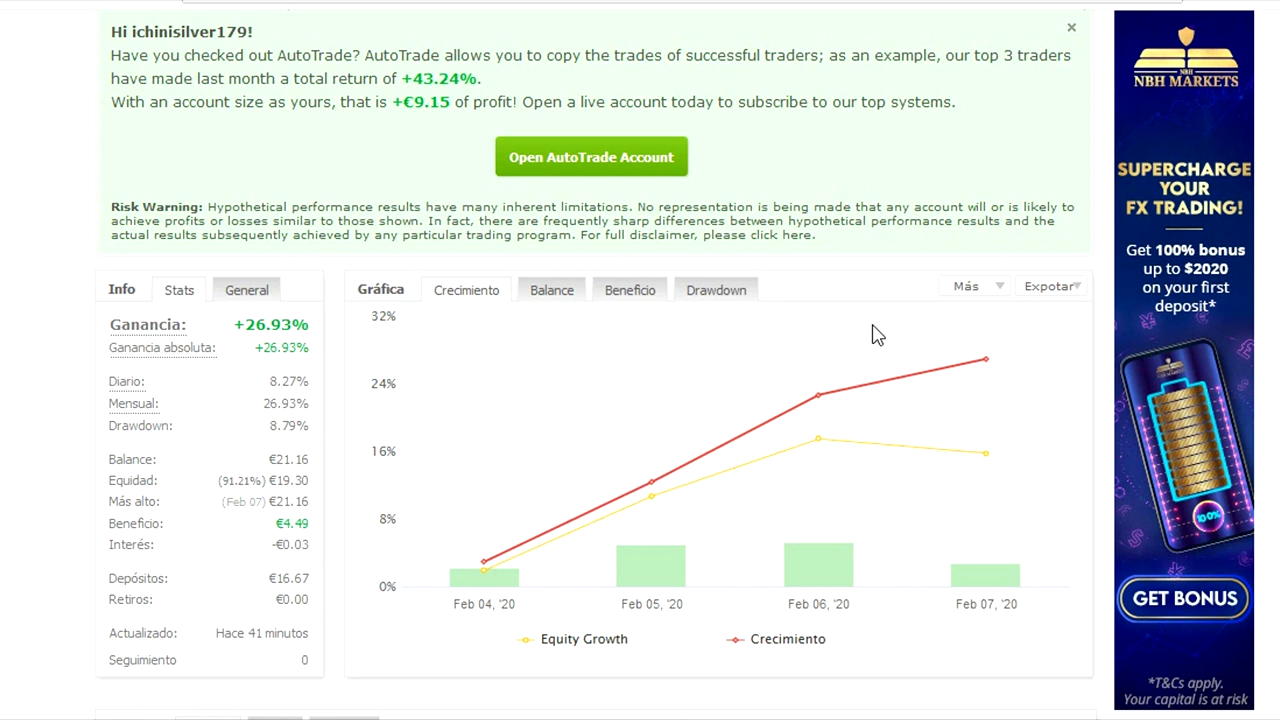 Hi ichinisilver179!
×
Have you checked out AutoTrade? AutoTrade allows you to copy the trades of successful traders; as an example, our top 3 traders
have made last month a total return of +43.24%.
With an account size as yours, that is +€9.15 of profit! Open a live account today to subscribe to our top systems.
Open AutoTrade Account
Risk Warning: Hypothetical performance results have many inherent limitations. No representation is being made that any account will or is likely to
achieve profits or losses similar to those shown. In fact, there are frequently sharp differences between hypothetical performance results and the
actual results subsequently achieved by any particular trading program. For full disclaimer, please click here.
Info Stats General
Ganancia: +26.93%
Ganancia absoluta: +26.93%
Diario: 8.27%
Mensual: 26.93%
Drawdown: 8.79%
Balance: €21.16
Equidad: (91.21%) €19.30
Más alto: (Feb 07) €21.16
Beneficio: €4.49
Interés: -€0.03
Depósitos: €16.67
Retiros: €0.00
Actualizado: Hace 41 minutos
Seguimiento 0
Gráfica Crecimiento Balance Beneficio Drawdown Más Expotar
32%
24%
16%
8%
0%
Feb 04, '20 Feb 05, '20 Feb 06, '20 Feb 07, '20
Equity Growth Crecimiento
NBH
NBH MARKETS
SUPERCHARGE
YOUR
FX TRADING!
Get 100% bonus
up to $2020
on your first
deposit*
100%
GET BONUS
*T&Cs apply.
Your capital is at risk